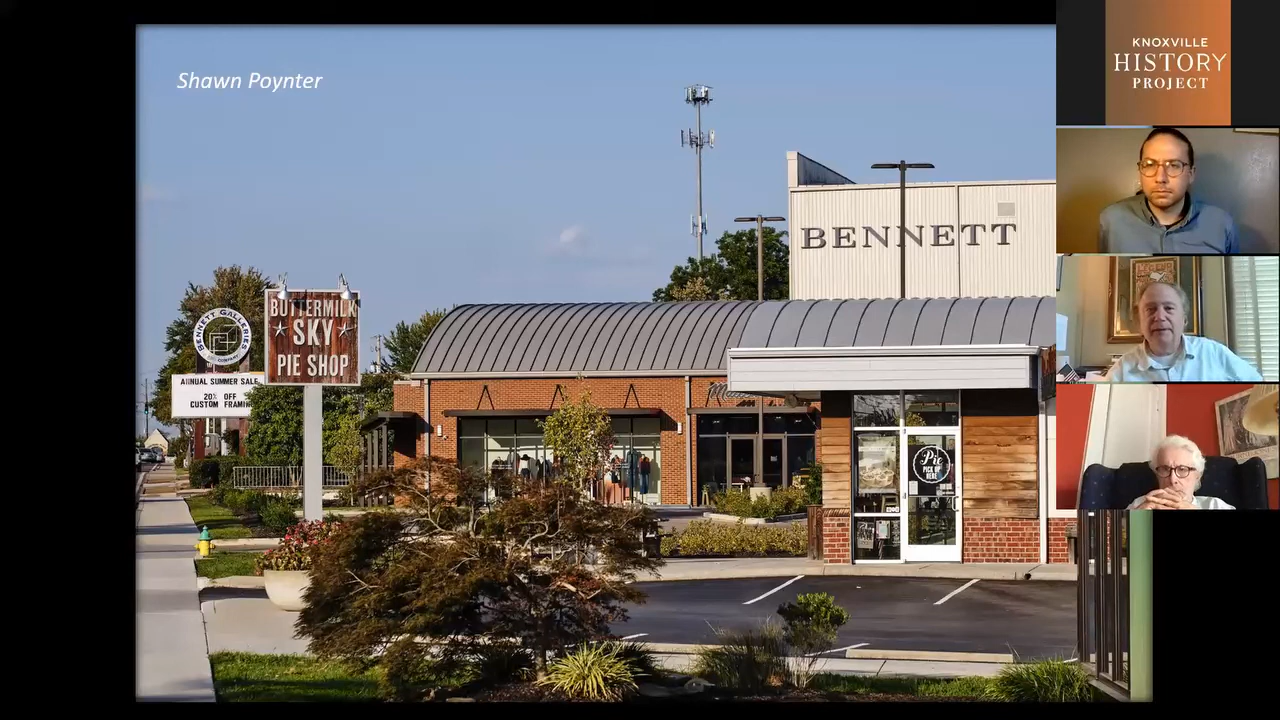 Shawn Poynter
KNOXVILLE
HISTORY
PROJECT
BENNETT
BENNETT GALLERIES
BUTTERMILK
SKY
PIE SHOP
ANNUAL SUMMER SALE
20% OFF
CUSTOM FRAMIN
Pie
PICK UP
HERE